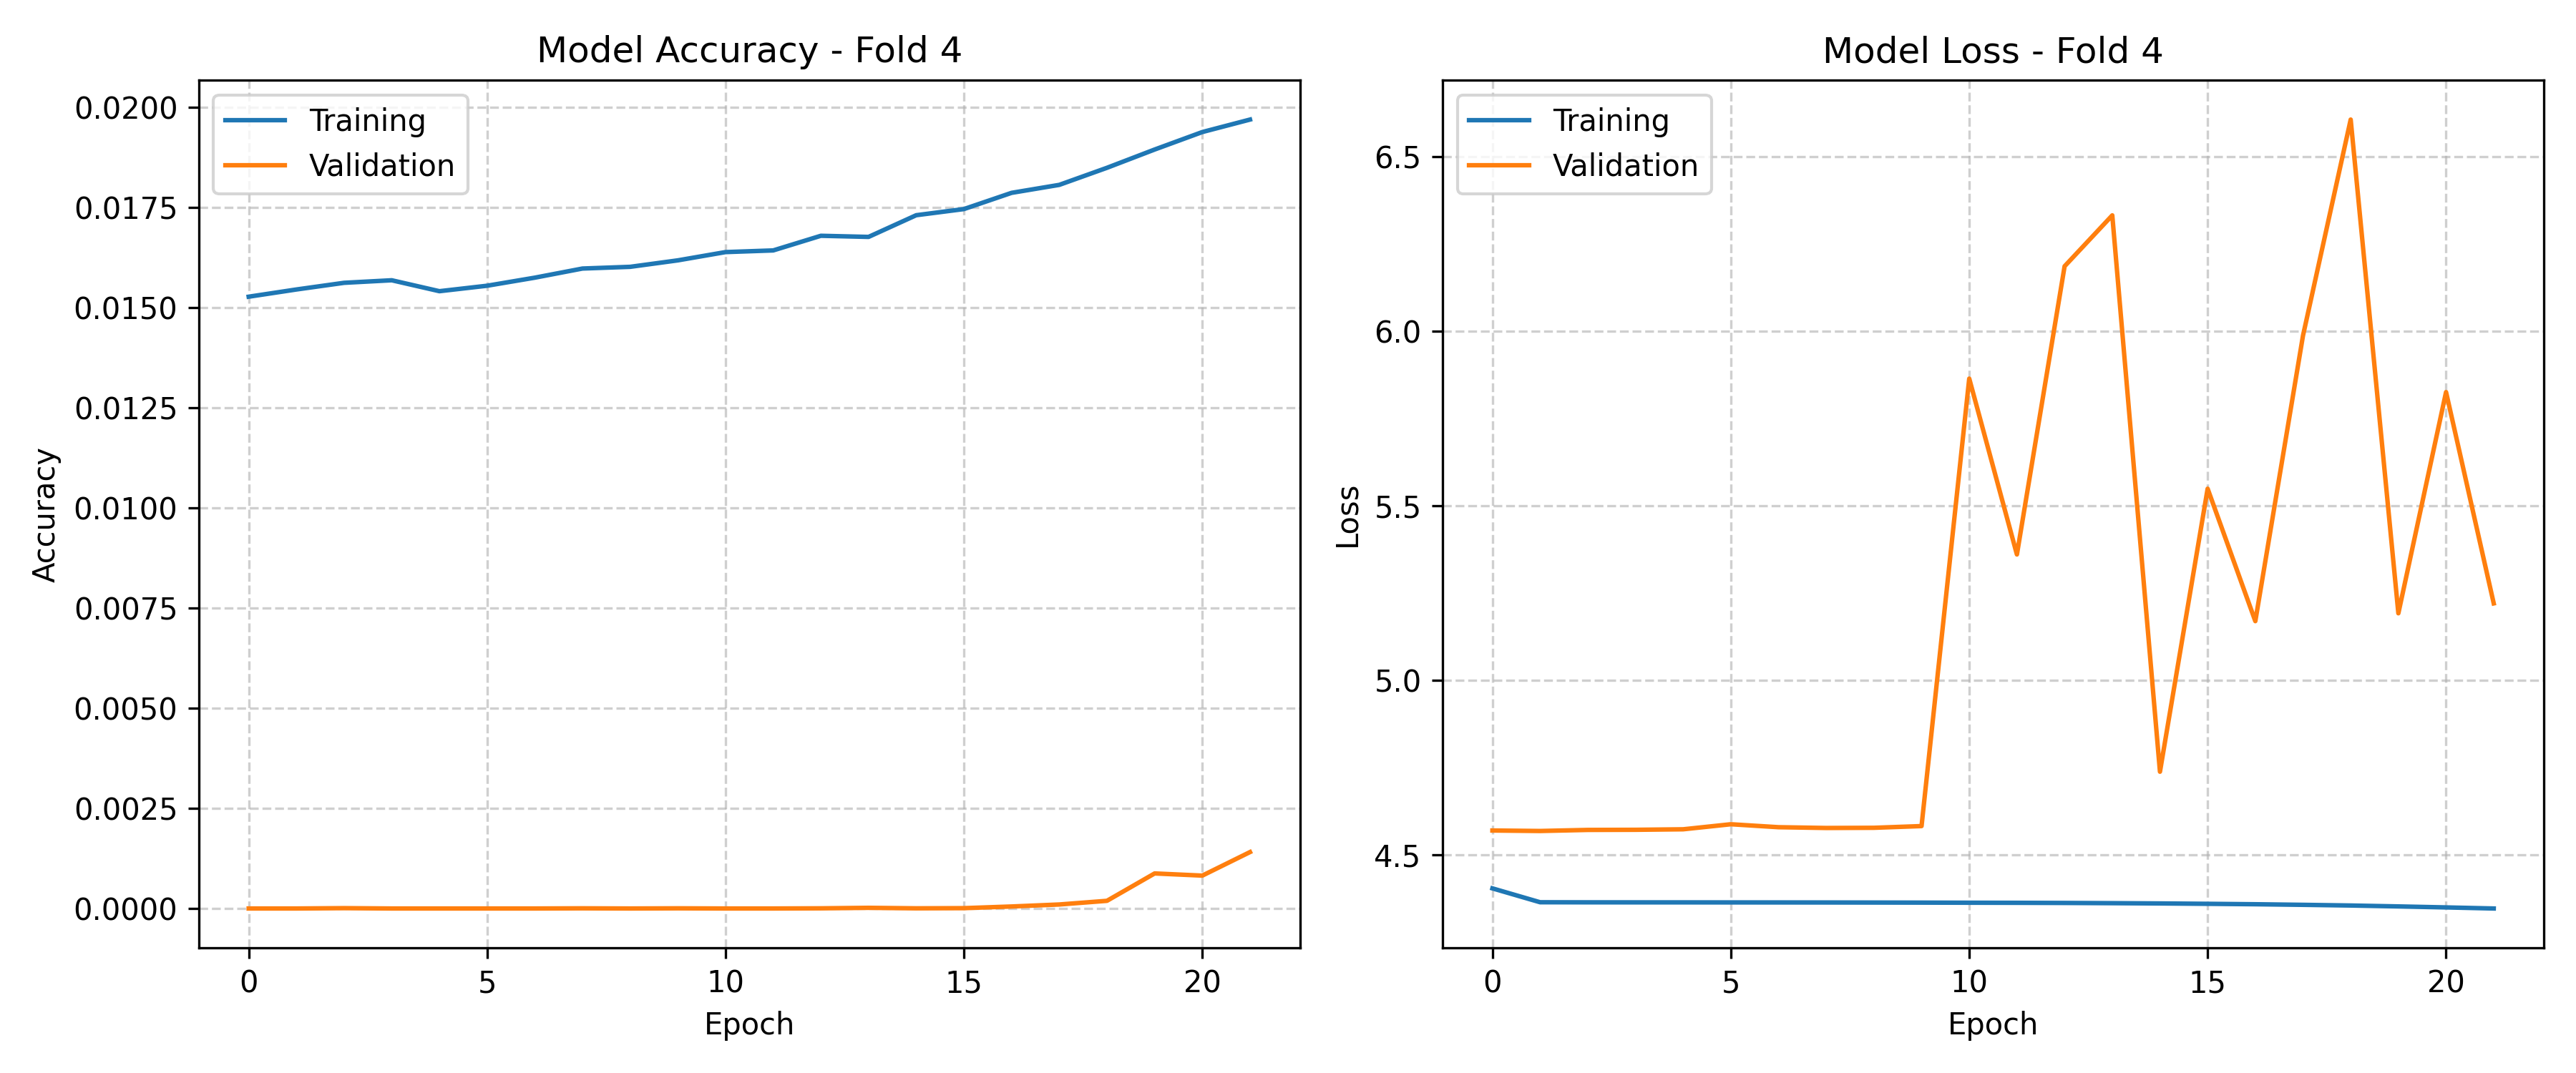 Model Accuracy - Fold 4
Training
Validation
0.0200
0.0175
0.0150
0.0125
0.0100
0.0075
0.0050
0.0025
0.0000
Accuracy
0 5 10 15 20
Epoch
Model Loss - Fold 4
Training
Validation
6.5
6.0
5.5
5.0
4.5
Loss
0 5 10 15 20
Epoch